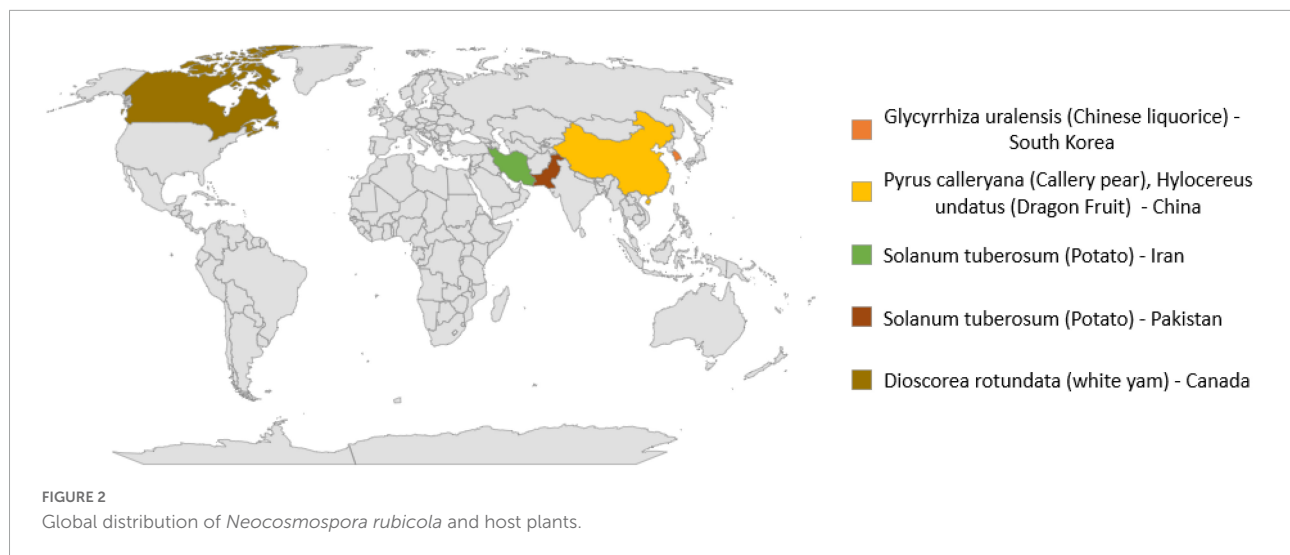 Glycyrrhiza uralensis (Chinese liquorice) -
South Korea
Pyrus calleryana (Callery pear), Hylocereus
undatus (Dragon Fruit)  - China
Solanum tuberosum (Potato) - Iran
Solanum tuberosum (Potato) - Pakistan
Dioscorea rotundata (white yam) - Canada
FIGURE 2
Global distribution of Neocosmospora rubicola and host plants.